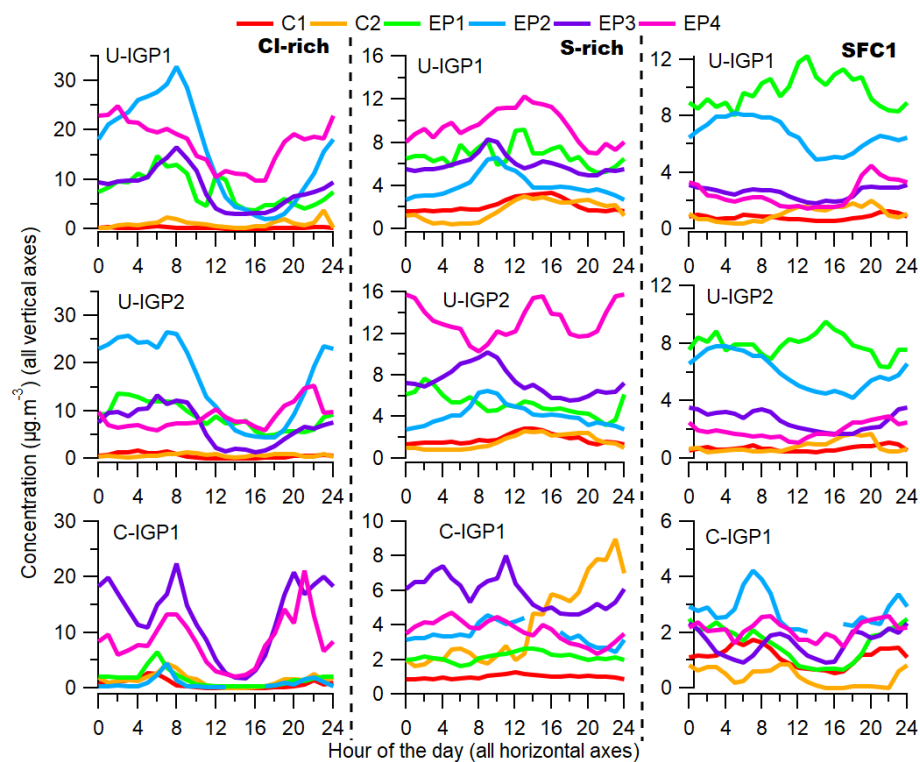 C1 C2 EP1 EP2 EP3 EP4
Cl-rich S-rich SFC1
U-IGP1 U-IGP1 U-IGP1
30 20 10 0
16 12 8 4 0
12 8 4 0
0 4 8 12 16 20 24
0 4 8 12 16 20 24
0 4 8 12 16 20 24
U-IGP2 U-IGP2 U-IGP2
30 20 10 0
16 12 8 4 0
12 8 4 0
0 4 8 12 16 20 24
0 4 8 12 16 20 24
0 4 8 12 16 20 24
C-IGP1 C-IGP1 C-IGP1
30 20 10 0
10 8 6 4 2 0
6 4 2 0
0 4 8 12 16 20 24
0 4 8 12 16 20 24
0 4 8 12 16 20 24
Concentration (µg.m⁻³) (all vertical axes)
Hour of the day (all horizontal axes)